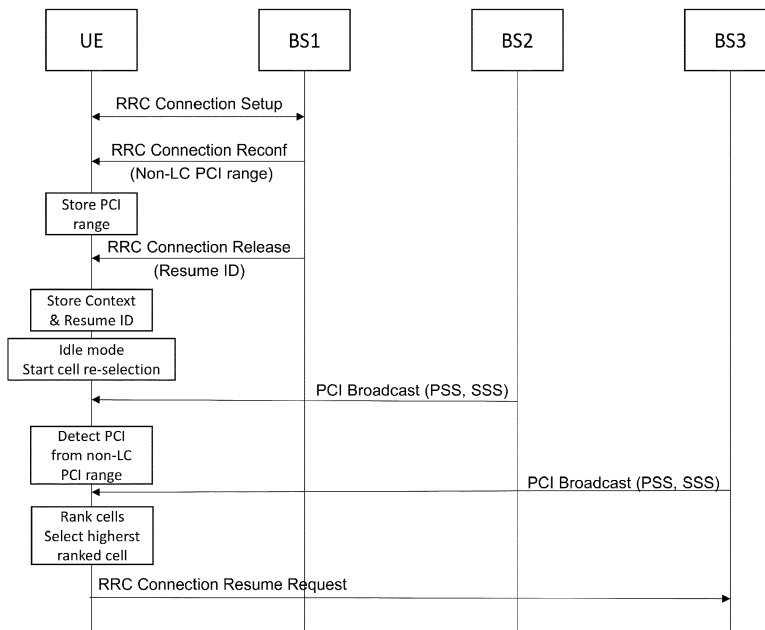 UE
BS1
BS2
BS3
RRC Connection Setup
RRC Connection Reconf
(Non-LC PCI range)
Store PCI
range
RRC Connection Release
(Resume ID)
Store Context
& Resume ID
Idle mode
Start cell re-selection
PCI Broadcast (PSS, SSS)
Detect PCI
from non-LC
PCI range
PCI Broadcast (PSS, SSS)
Rank cells
Select higherst
ranked cell
RRC Connection Resume Request